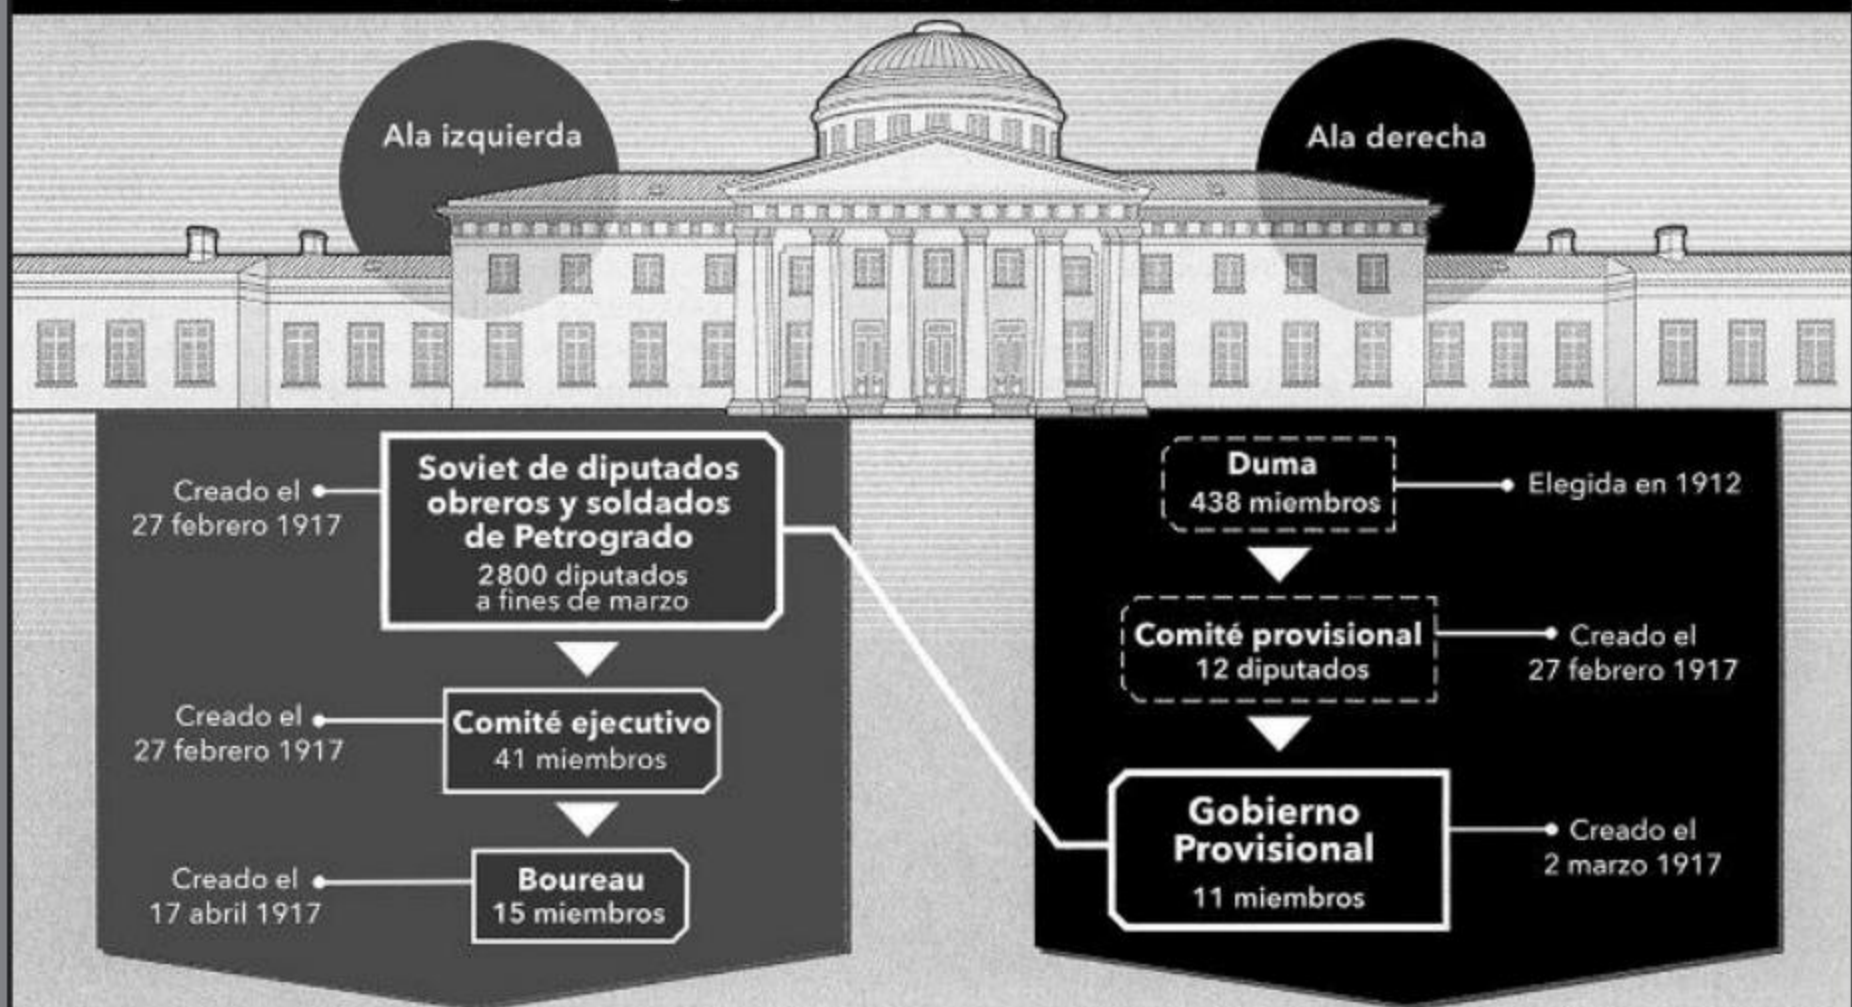 Ala izquierda
Ala derecha
Soviet de diputados
obreros y soldados
de Petrogrado
2800 diputados
a fines de marzo
Creado el
27 febrero 1917
Comité ejecutivo
41 miembros
Creado el
27 febrero 1917
Boureau
15 miembros
Creado el
17 abril 1917
Duma
438 miembros
Elegida en 1912
Comité provisional
12 diputados
Creado el
27 febrero 1917
Gobierno
Provisional
11 miembros
Creado el
2 marzo 1917